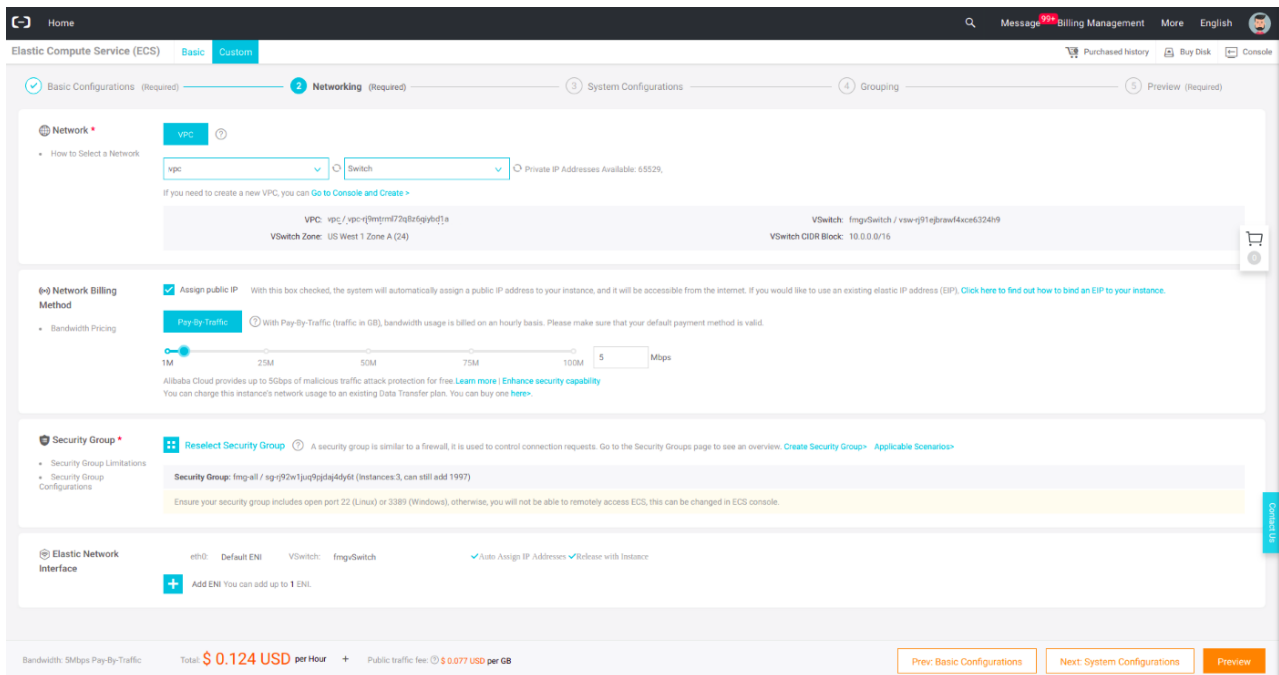 Home
Message 99+ Billing Management More English
Elastic Compute Service (ECS) Basic Custom
Purchased history Buy Disk Console
Basic Configurations (Required) 2 Networking (Required) 3 System Configurations 4 Grouping 5 Preview (Required)
Network *
VPC ?
• How to Select a Network
vpc Switch Private IP Addresses Available: 65529,
If you need to create a new VPC, you can Go to Console and Create >
VPC: vpc / VSwitch: fmgvSwitch / vsw-rj91ejbrawf4xce6324h9
VSwitch Zone: US West 1 Zone A (24) VSwitch CIDR Block: 10.0.0.0/16
0
Network Billing Method
Assign public IP With this box checked, the system will automatically assign a public IP address to your instance, and it will be accessible from the internet. If you would like to use an existing elastic IP address (EIP), Click here to find out how to bind an EIP to your instance.
• Bandwidth Pricing
Pay-By-Traffic ? With Pay-By-Traffic (traffic in GB), bandwidth usage is billed on an hourly basis. Please make sure that your default payment method is valid.
1M 25M 50M 75M 100M 5 Mbps
Alibaba Cloud provides up to 5Gbps of malicious traffic attack protection for free.Learn more | Enhance security capability
You can charge this instance's network usage to an existing Data Transfer plan. You can buy one here>.
Security Group *
Reselect Security Group ? A security group is similar to a firewall, it is used to control connection requests. Go to the Security Groups page to see an overview. Create Security Group> Applicable Scenarios>
• Security Group Limitations
• Security Group Configurations
Security Group: fmg-all / sg-rj92w1juq9pjdaj4dy6t (Instances:3, can still add 1997)
Ensure your security group includes open port 22 (Linux) or 3389 (Windows), otherwise, you will not be able to remotely access ECS, this can be changed in ECS console.
Contact Us
Elastic Network Interface
eth0: Default ENI VSwitch: fmgvSwitch Auto Assign IP Addresses Release with Instance
+ Add ENI You can add up to 1 ENI.
Bandwidth: 5Mbps Pay-By-Traffic Total: $ 0.124 USD per Hour + Public traffic fee: ? $ 0.077 USD per GB
Prev: Basic Configurations Next: System Configurations Preview